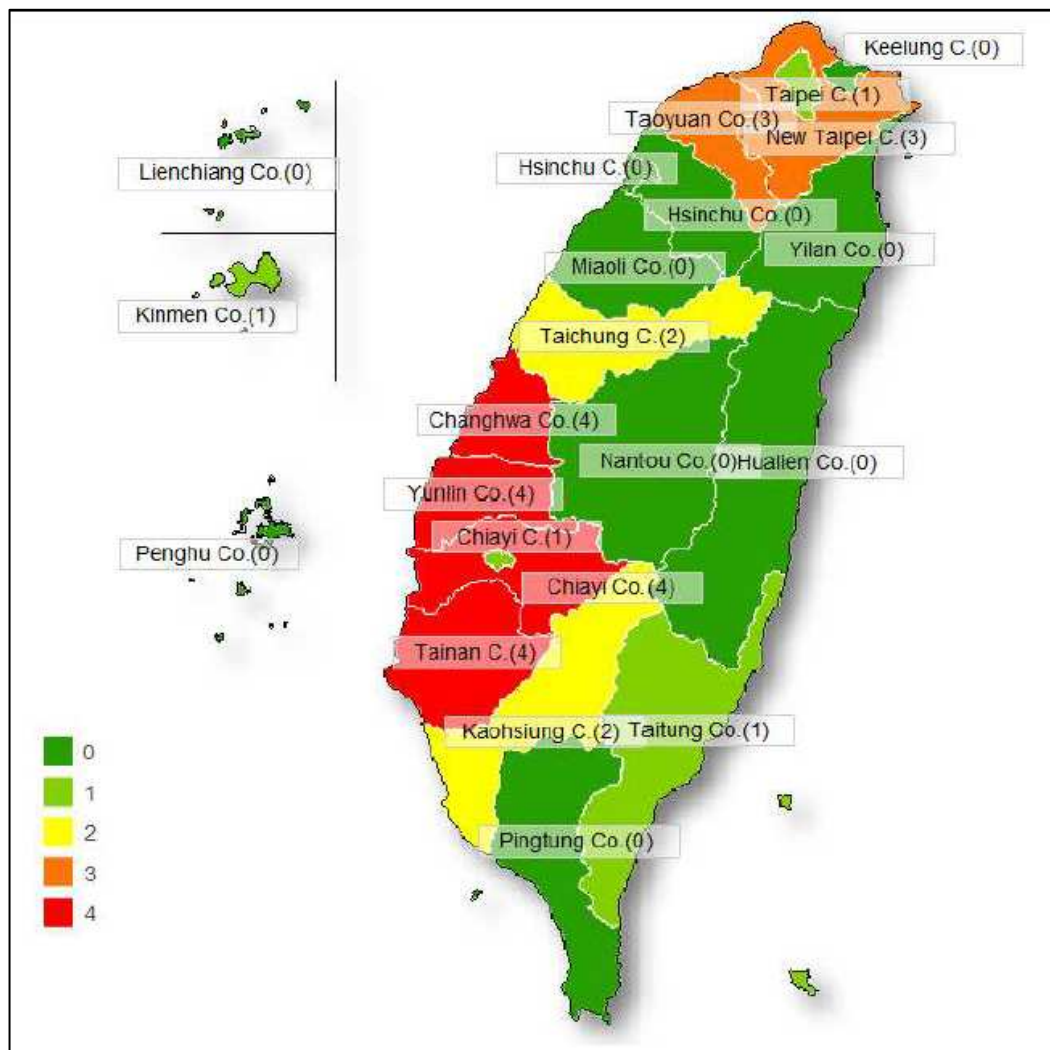 Keelung C.(0)
Taipei C.(1)
Taoyuan Co.(3)
New Taipei C.(3)
Lienchiang Co.(0)
Hsinchu C.(0)
Hsinchu Co.(0)
Yilan Co.(0)
Miaoli Co.(0)
Kinmen Co.(1)
Taichung C.(2)
Changhwa Co.(4)
Nantou Co.(0)
Hualien Co.(0)
Yunlin Co.(4)
Chiayi C.(1)
Penghu Co.(0)
Chiayi Co.(4)
Tainan C.(4)
Kaohsiung C.(2)
Taitung Co.(1)
Pingtung Co.(0)
0
1
2
3
4